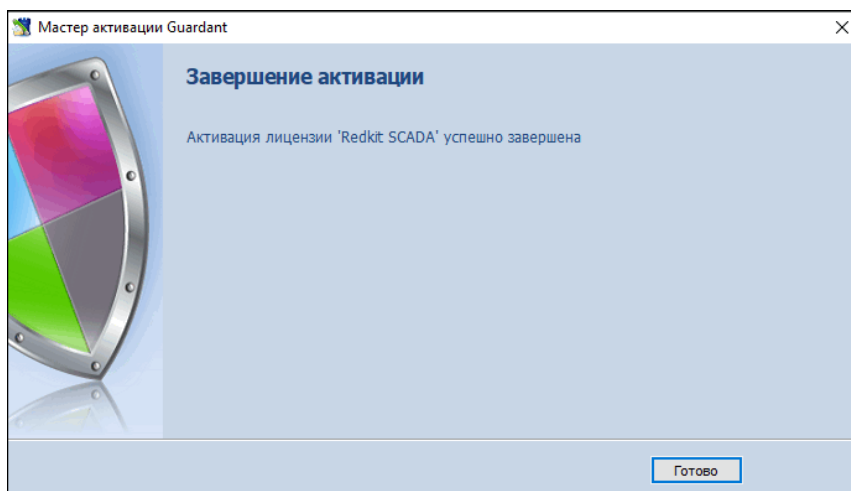 Мастер активации Guardant
Завершение активации
Активация лицензии 'Redkit SCADA' успешно завершена
Готово